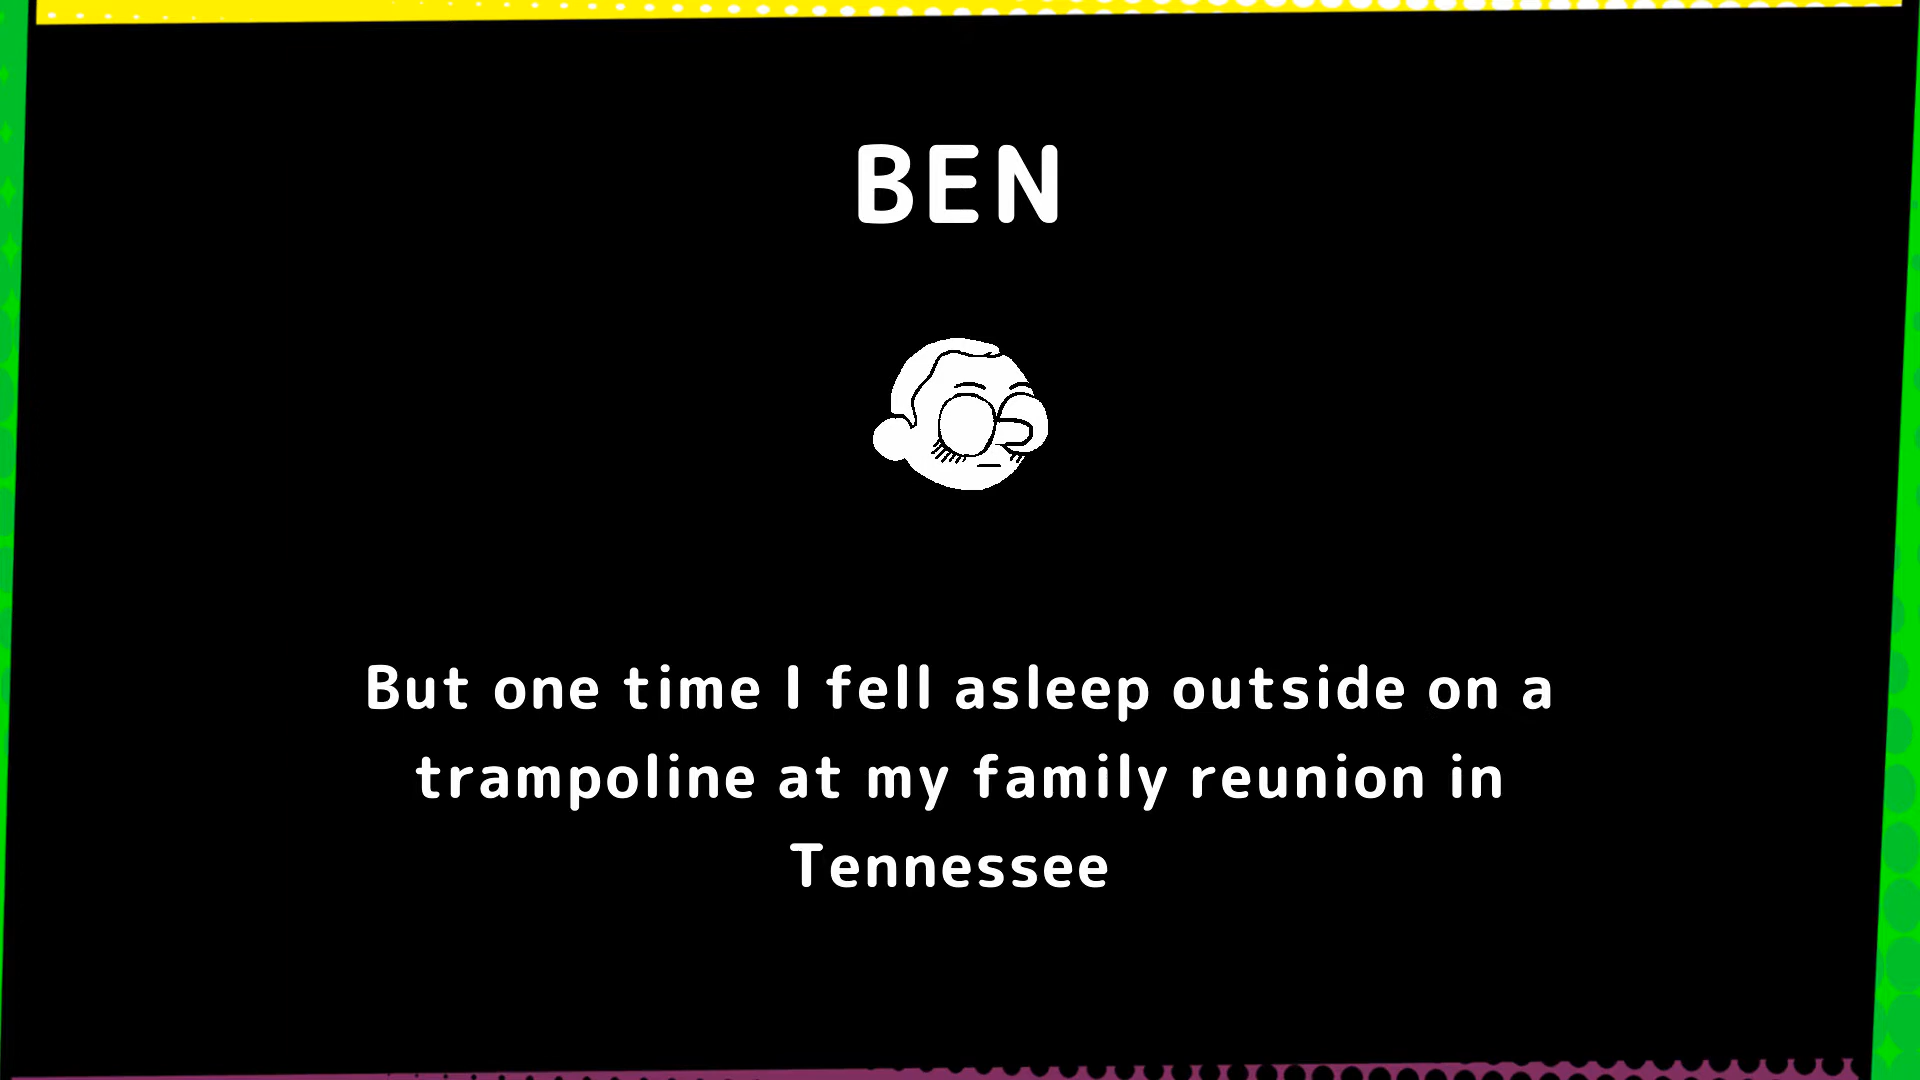 BEN
But one time I fell asleep outside on a
trampoline at my family reunion in
Tennessee